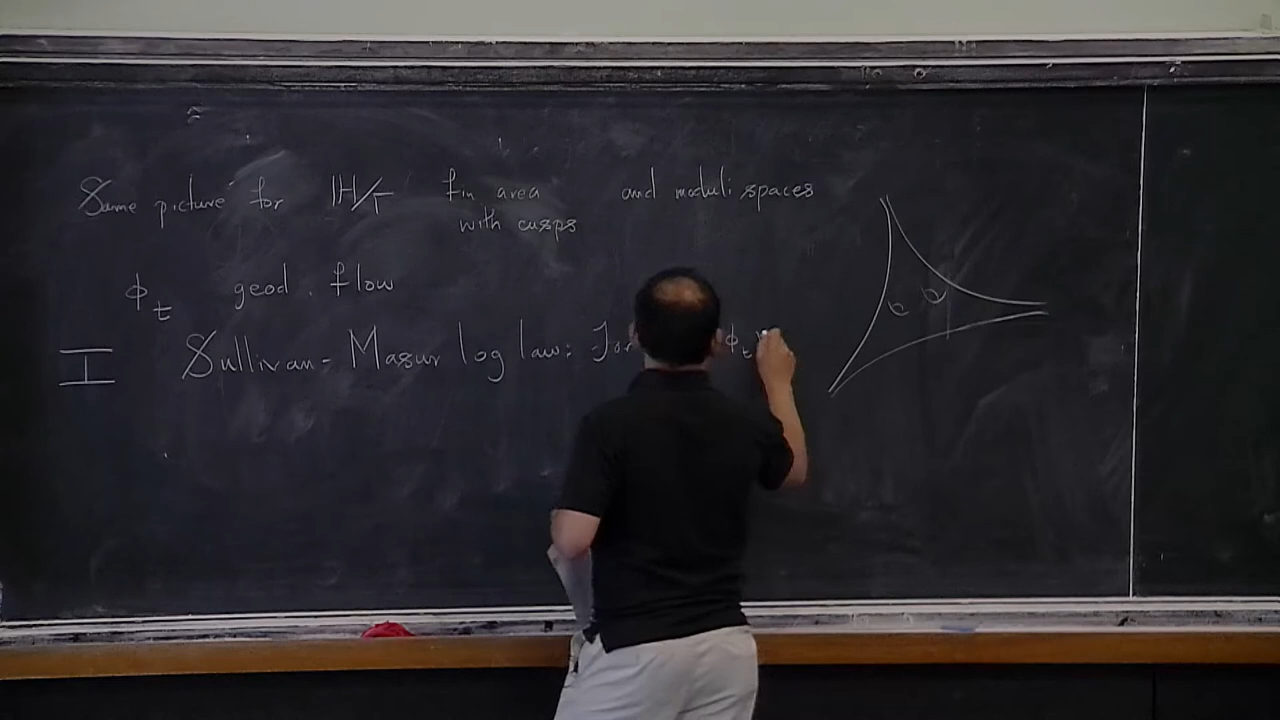 Same picture for ℍ/Γ fin area and moduli spaces
with cusps
ϕ_t geod. flow
I Sullivan-Masur log law: For ϕ_t